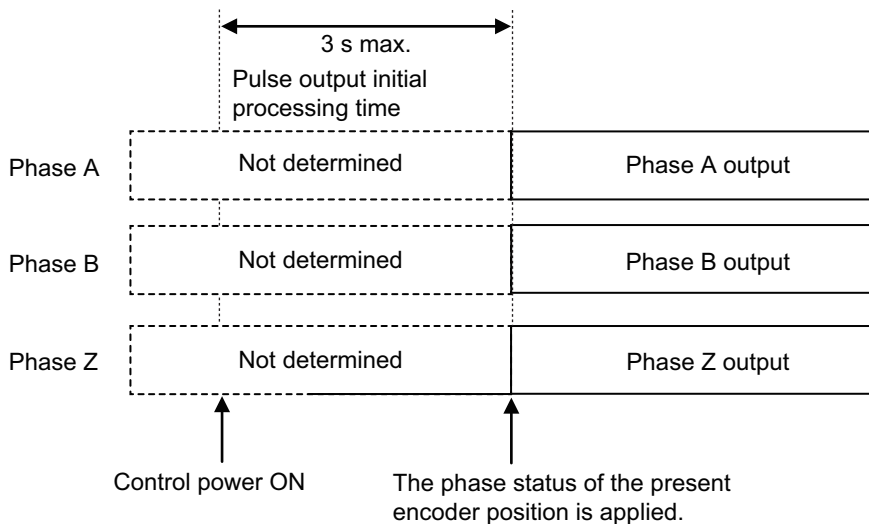 3 s max.
Pulse output initial
processing time
Phase A
Not determined
Phase A output
Phase B
Not determined
Phase B output
Phase Z
Not determined
Phase Z output
Control power ON
The phase status of the present
encoder position is applied.